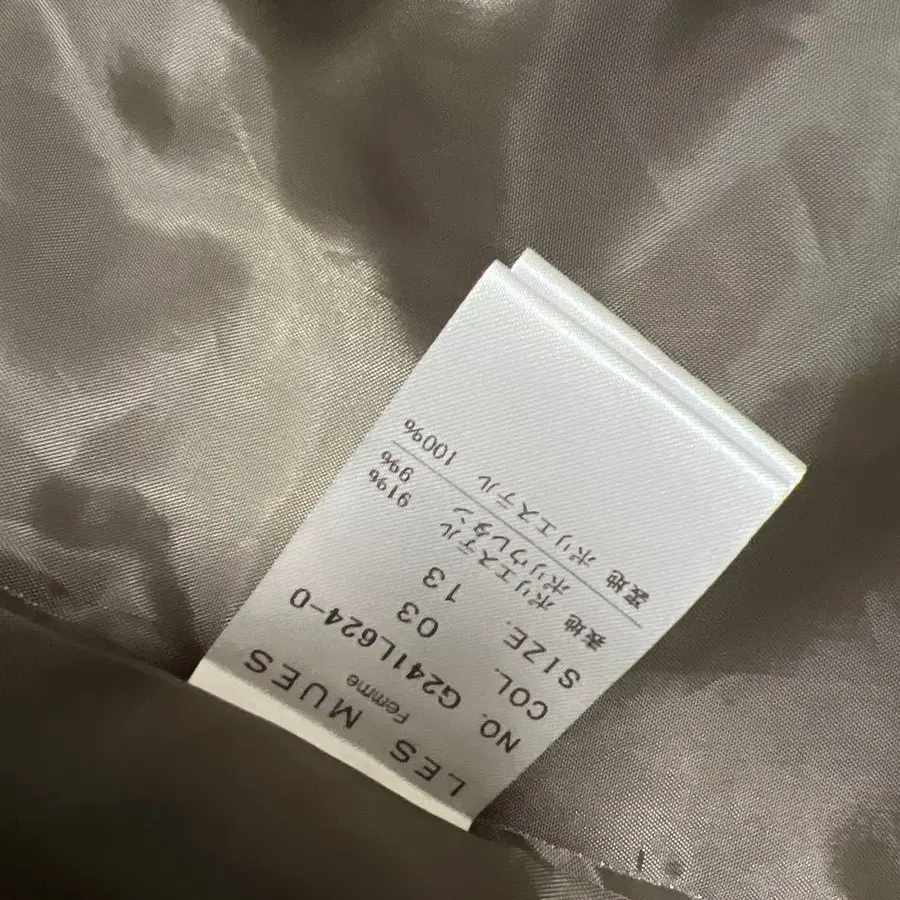 LES MUES
Femme
NO. G241L624-0
COL. 03
SIZE. 13
表地 ポリエステル 91%
ポリウレタン 9%
裏地 ポリエステル 100%